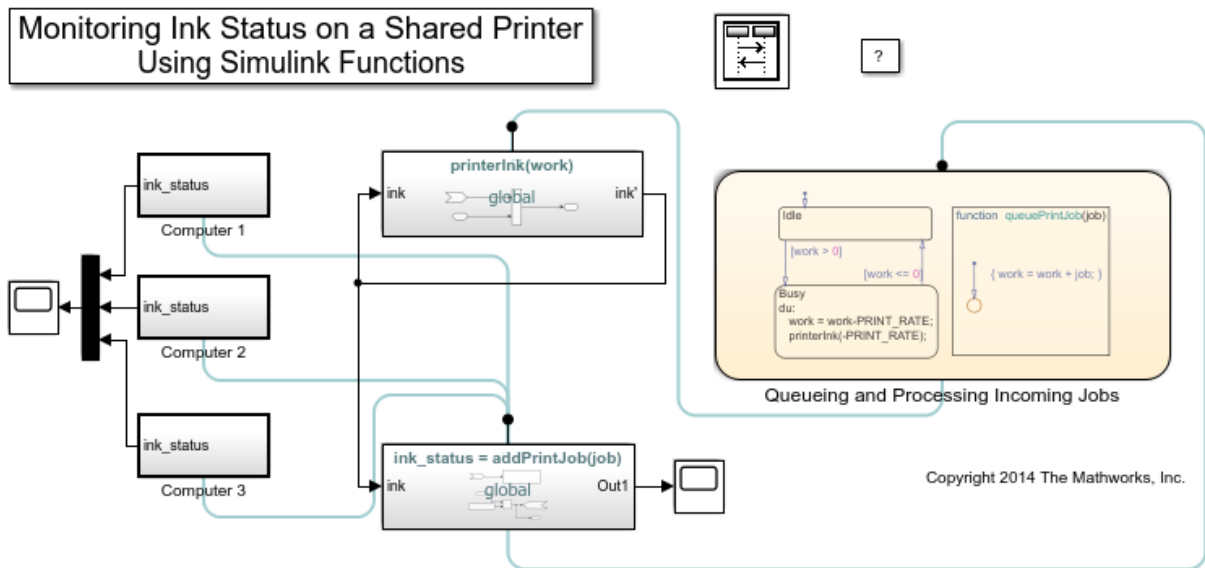 Monitoring Ink Status on a Shared Printer
Using Simulink Functions
?
ink_status
Computer 1
ink_status
Computer 2
ink_status
Computer 3
printerInk(work)
ink
global
ink'
ink_status = addPrintJob(job)
ink
global
Out1
Idle
[work > 0]
[work <= 0]
Busy
du:
work = work-PRINT_RATE;
printerInk(-PRINT_RATE);
function queuePrintJob(job)
{ work = work + job; }
Queueing and Processing Incoming Jobs
Copyright 2014 The Mathworks, Inc.